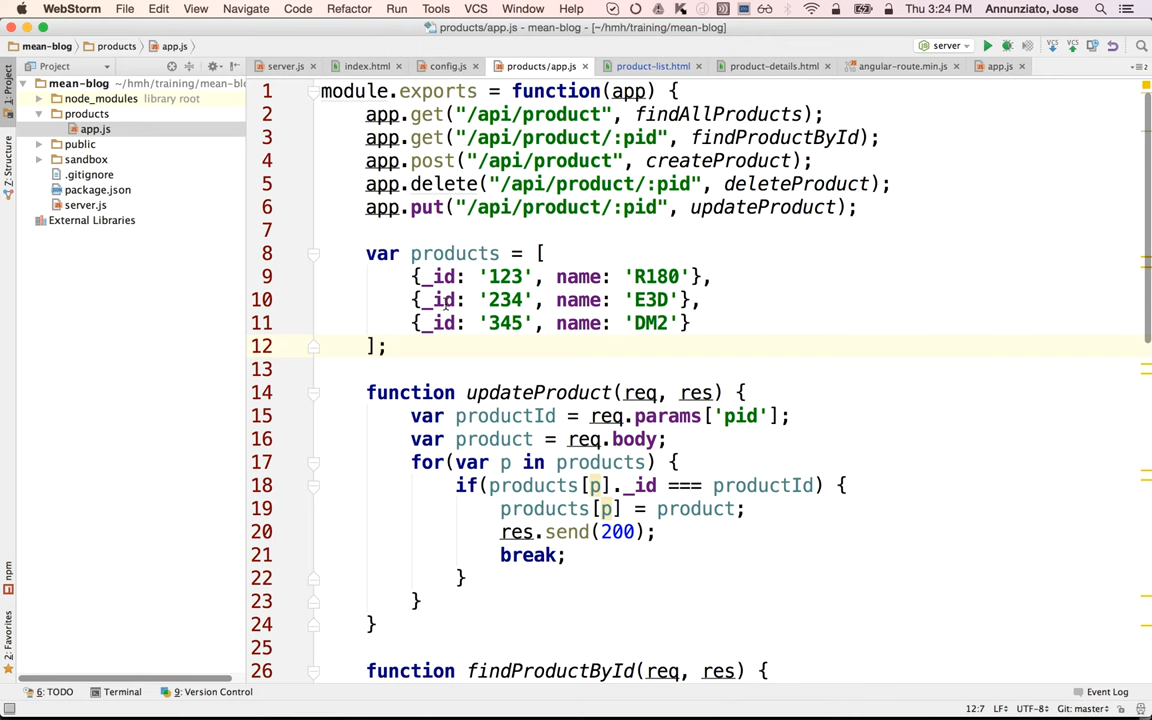 WebStorm File Edit View Navigate Code Refactor Run Tools VCS Window Help Thu 3:24 PM Annunziato, Jose
products/app.js - mean-blog - [~/hmh/training/mean-blog]
mean-blog products app.js server
Project server.js index.html config.js products/app.js product-list.html product-details.html angular-route.min.js app.js
1: Project
7: Structure
npm
2: Favorites
mean-blog ~/hmh/training/mean-bl
node_modules library root
products
app.js
public
sandbox
.gitignore
package.json
server.js
External Libraries
1 module.exports = function(app) {
2 app.get("/api/product", findAllProducts);
3 app.get("/api/product/:pid", findProductById);
4 app.post("/api/product", createProduct);
5 app.delete("/api/product/:pid", deleteProduct);
6 app.put("/api/product/:pid", updateProduct);
7
8 var products = [
9 {_id: '123', name: 'R180'},
10 {_id: '234', name: 'E3D'},
11 {_id: '345', name: 'DM2'}
12 ];
13
14 function updateProduct(req, res) {
15 var productId = req.params['pid'];
16 var product = req.body;
17 for(var p in products) {
18 if(products[p]._id === productId) {
19 products[p] = product;
20 res.send(200);
21 break;
22 }
23 }
24 }
25
26 function findProductById(req, res) {
6: TODO Terminal 9: Version Control Event Log
12:7 LF UTF-8 Git: master